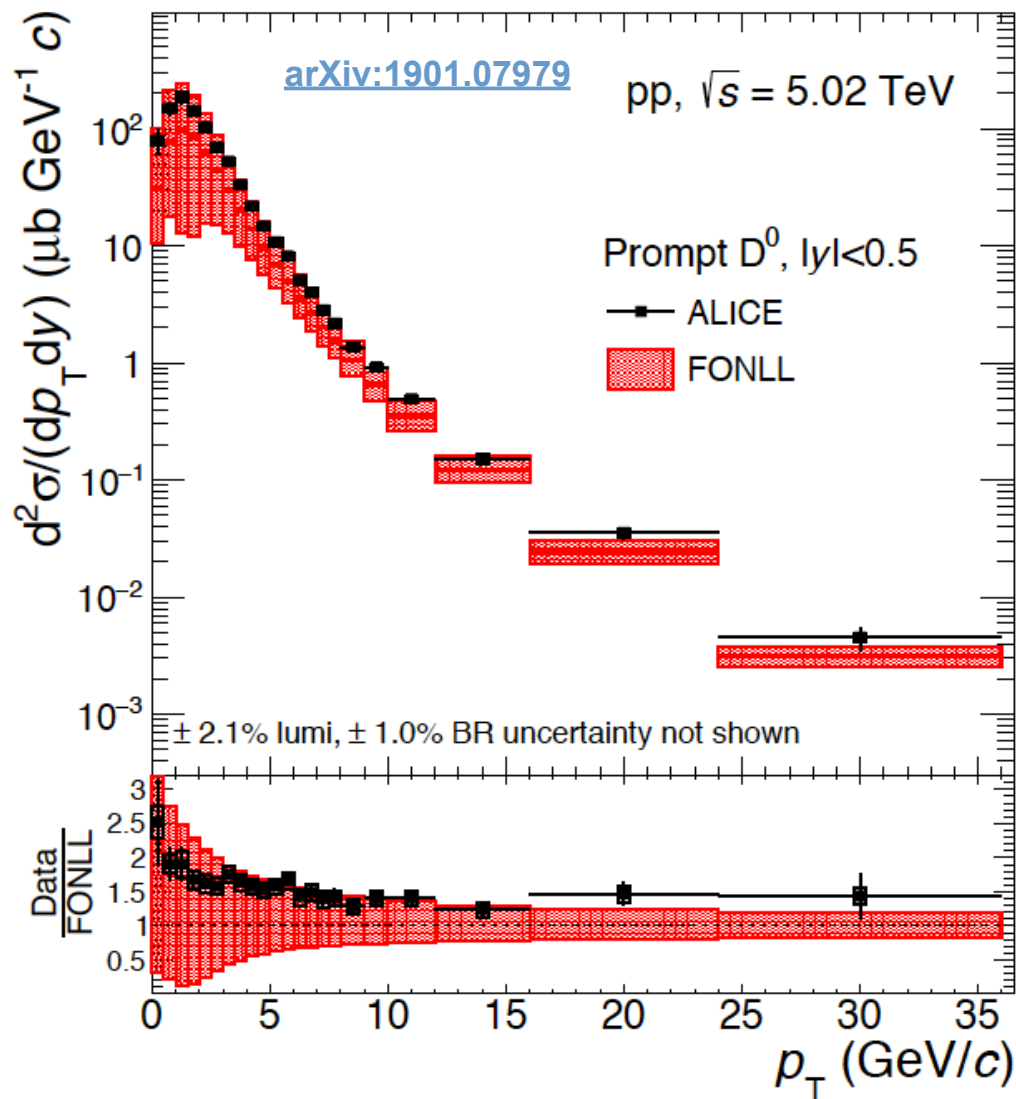 arXiv:1901.07979
pp, √s = 5.02 TeV
d²σ/(dp_T dy) (μb GeV⁻¹ c)
10²
10
1
10⁻¹
10⁻²
10⁻³
Prompt D⁰, |y|<0.5
ALICE
FONLL
± 2.1% lumi, ± 1.0% BR uncertainty not shown
Data
FONLL
3
2.5
2
1.5
1
0.5
0 5 10 15 20 25 30 35
p_T (GeV/c)